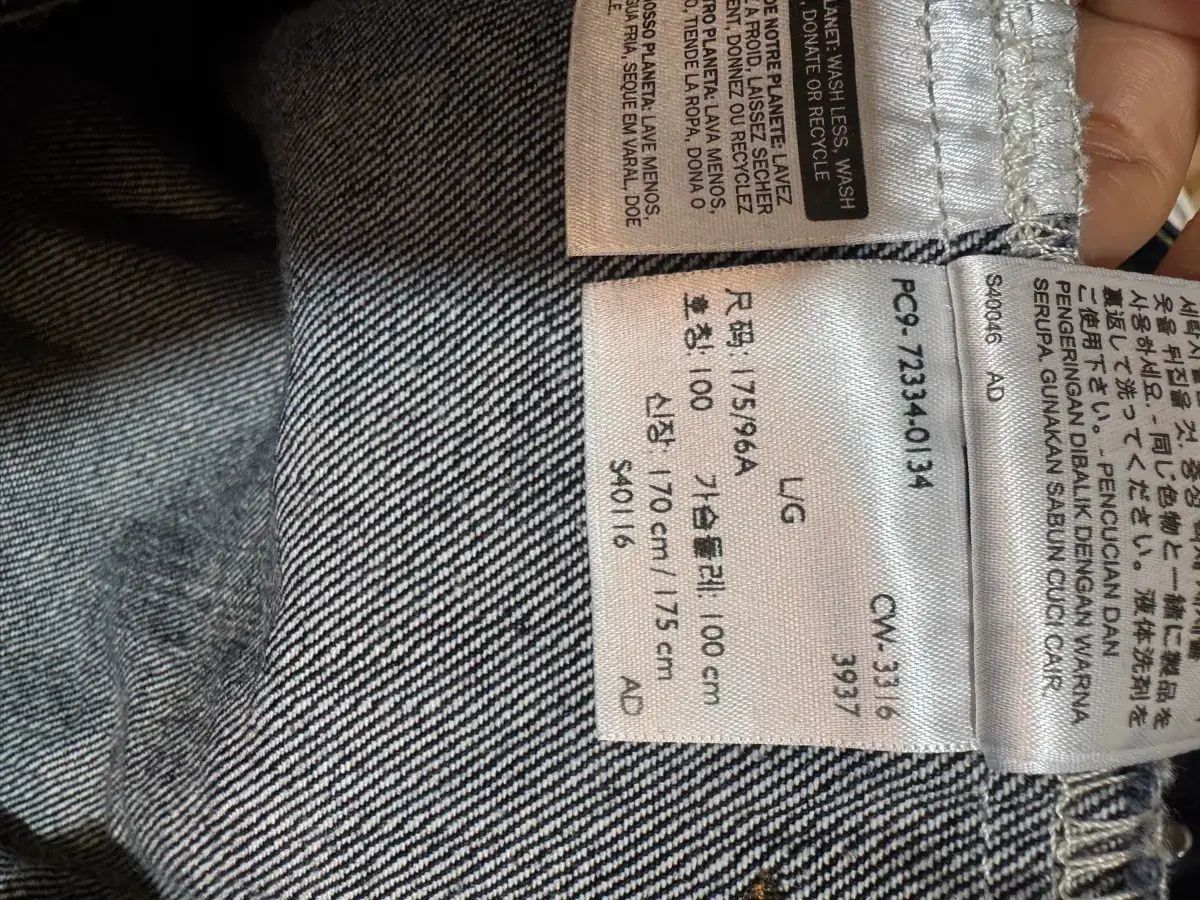 LANET: WASH LESS, WASH
, DONATE OR RECYCLE
DE NOTRE PLANETE: LAVEZ
A FROID, LAISSEZ SECHER
ENT, DONNEZ OU RECYCLEZ
TRO PLANETA: LAVA MENOS,
O, TIENDE LA ROPA, DONA O
NOSSO PLANETA: LAVE MENOS,
GUA FRIA, SEQUE EM VARAL, DOE
LE.
옷을 뒤집을 것
사용하세요. - 同じ色物と一緒に製品を
裏返して洗ってください。 液体洗剤を
ご使用下さい。 - PENCUCIAN DAN
PENGERINGAN DIBALIK DENGAN WARNA
SERUPA, GUNAKAN SABUN CUCI CAIR,
S40046 AD
PC9-72334-0134
CW-3316
3937
L/G
尺码: 175/96A
호칭: 100 가슴둘레: 100 cm
신장: 170 cm/ 175 cm
S40116 AD